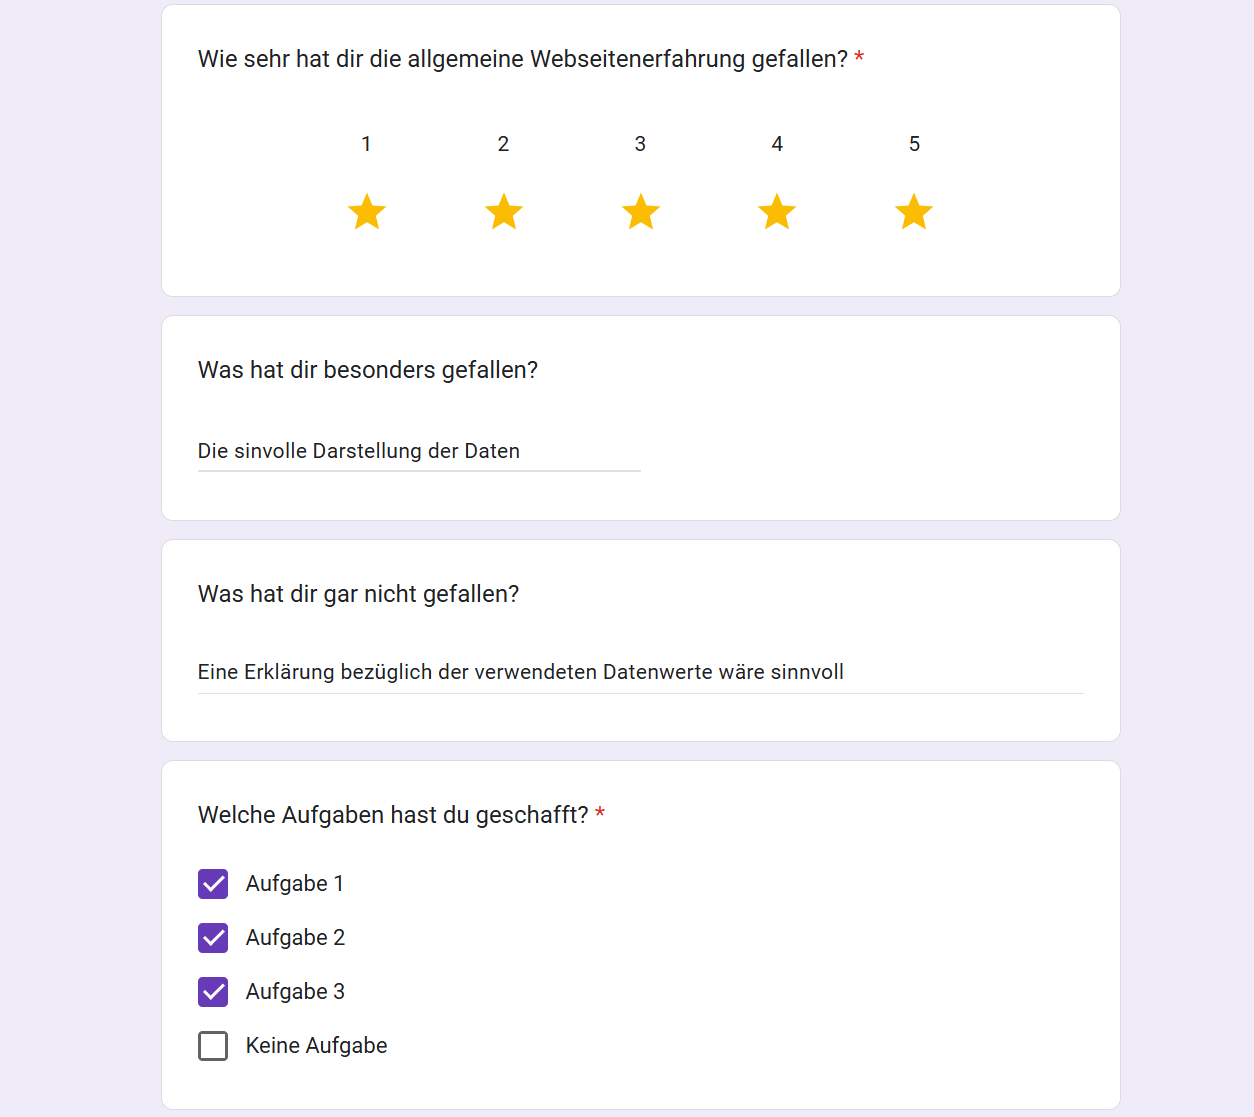 Wie sehr hat dir die allgemeine Webseitenerfahrung gefallen? *
1 2 3 4 5
Was hat dir besonders gefallen?
Die sinvolle Darstellung der Daten
Was hat dir gar nicht gefallen?
Eine Erklärung bezüglich der verwendeten Datenwerte wäre sinnvoll
Welche Aufgaben hast du geschafft? *
Aufgabe 1
Aufgabe 2
Aufgabe 3
Keine Aufgabe